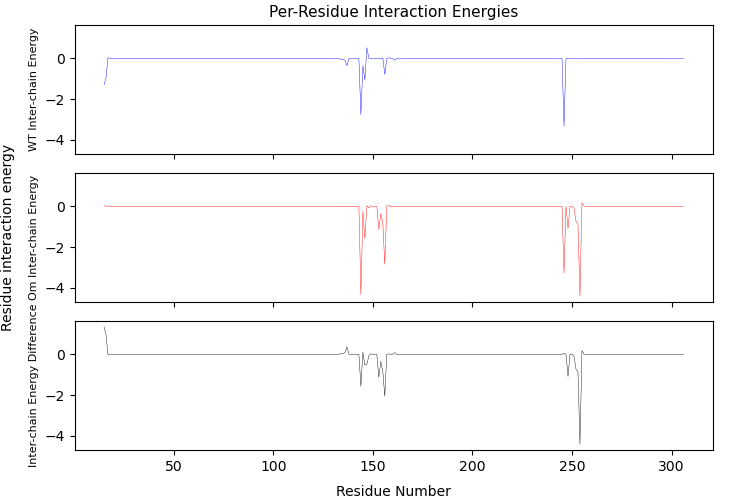 Per-Residue Interaction Energies
Residue interaction energy
WT Inter-chain Energy
0
−2
−4
Om Inter-chain Energy
0
−2
−4
Inter-chain Energy Difference
0
−2
−4
50
100
150
200
250
300
Residue Number